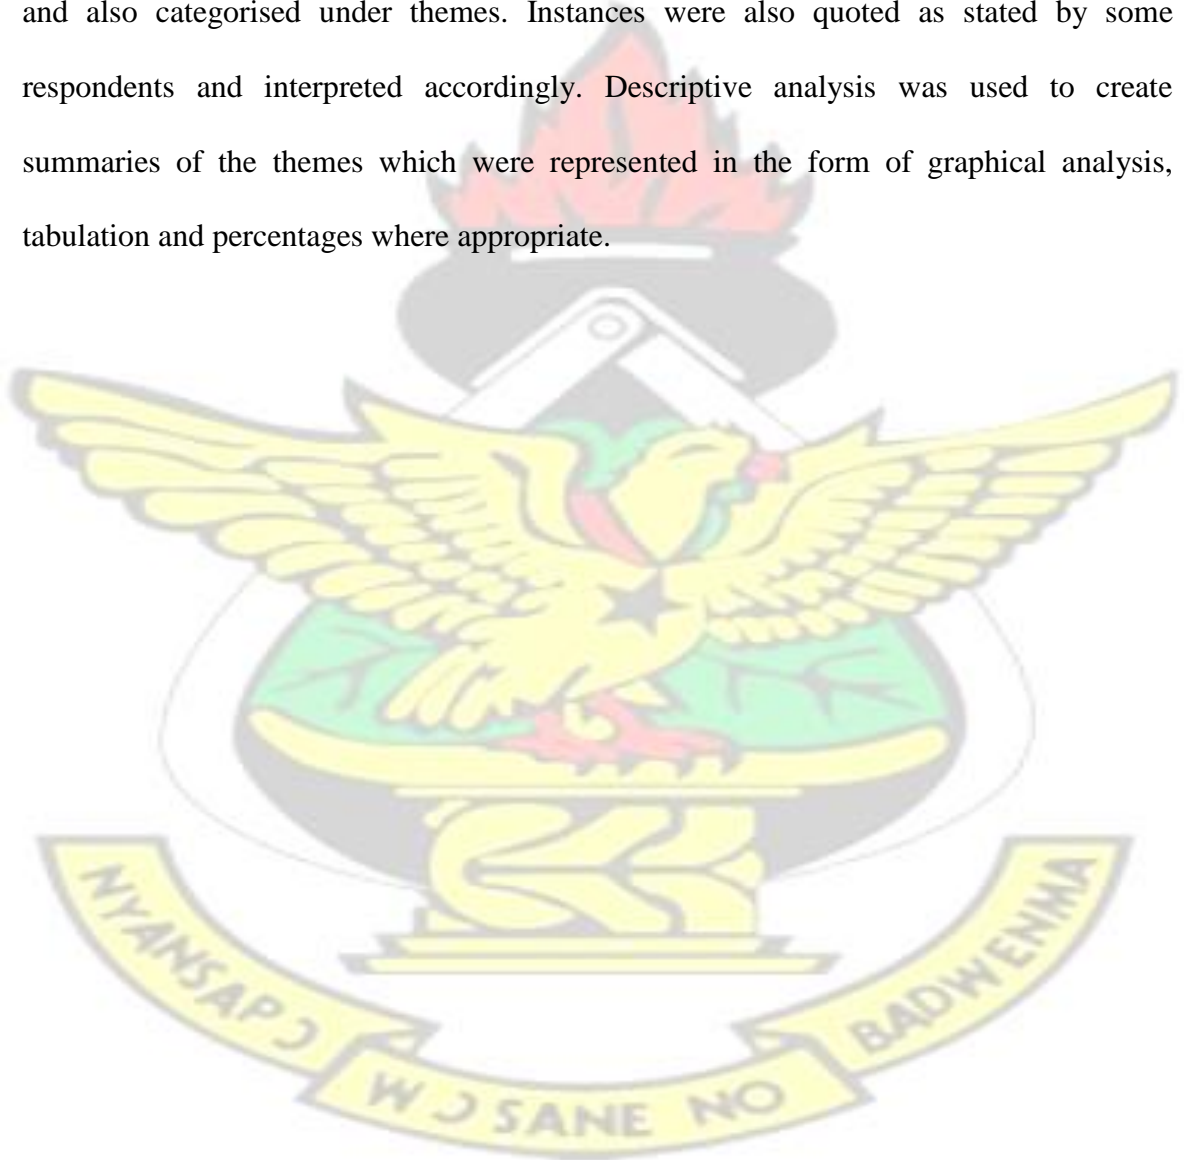 and also categorised under themes. Instances were also quoted as stated by some
respondents and interpreted accordingly. Descriptive analysis was used to create
summaries of the themes which were represented in the form of graphical analysis,
tabulation and percentages where appropriate.
NYANSAPƆ
WƆSANE NO
BADWENMA